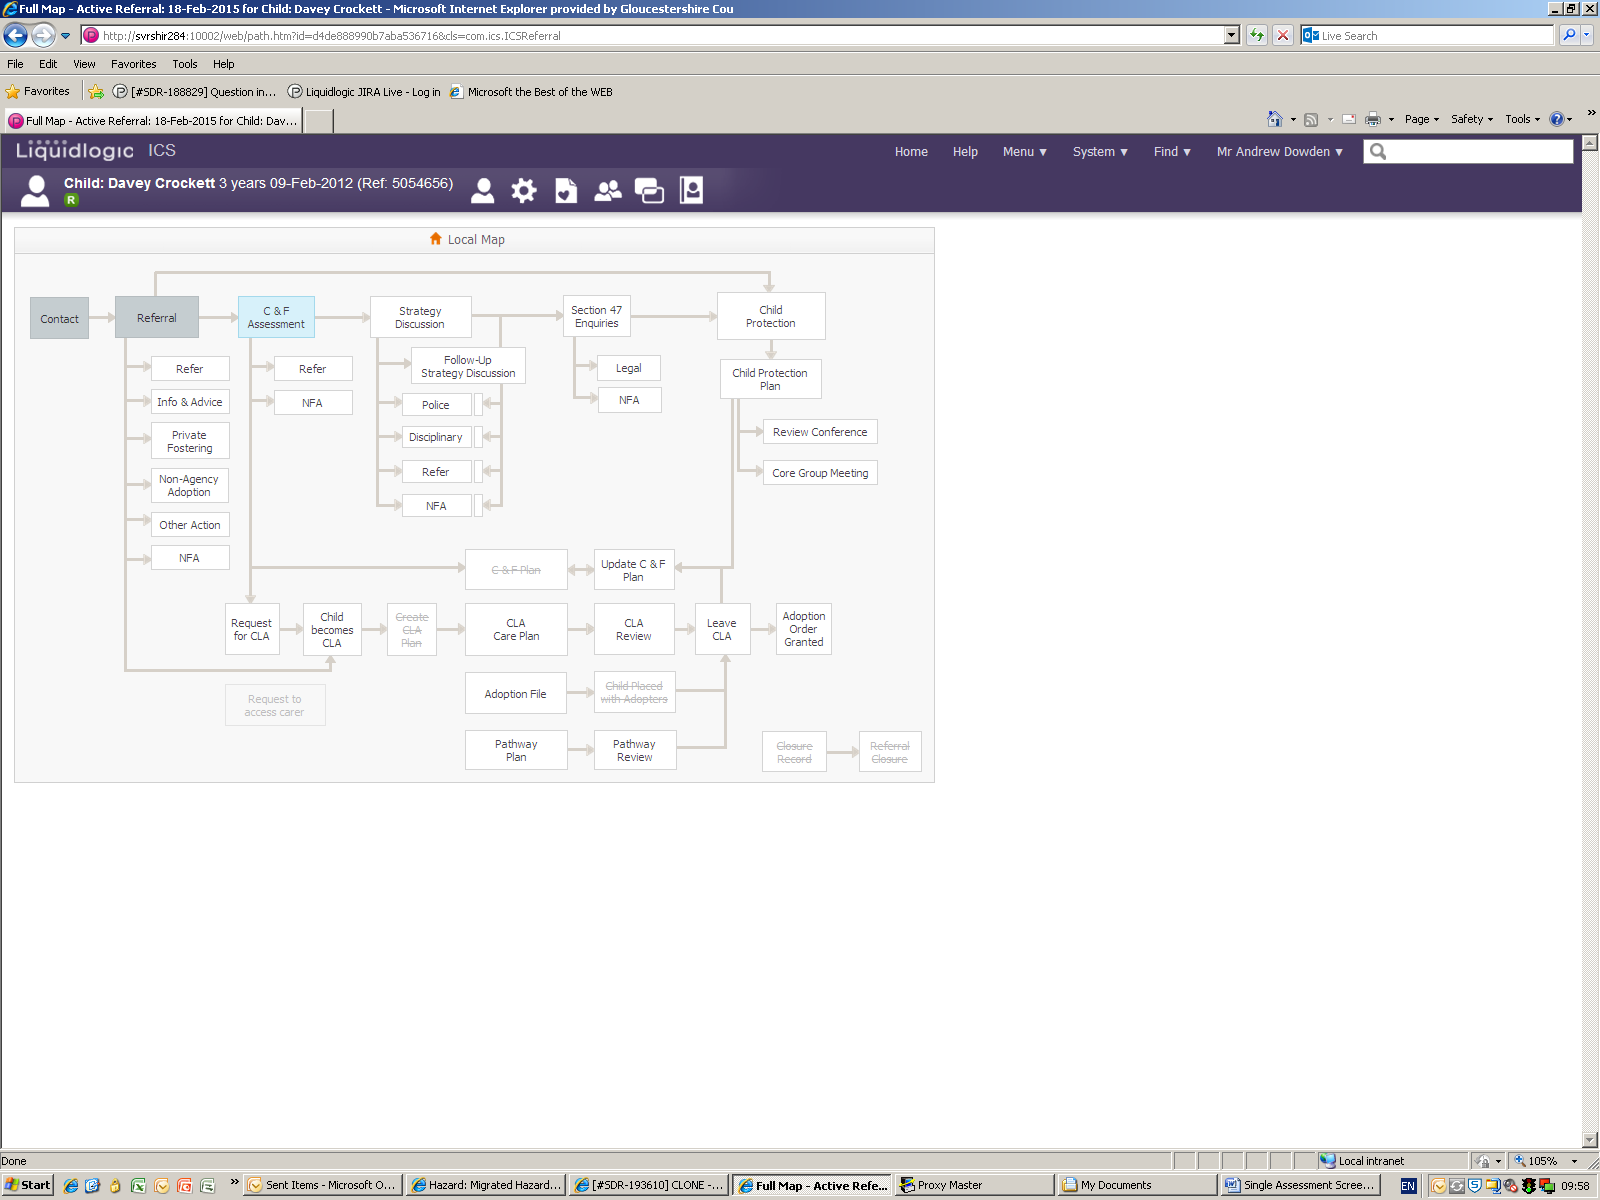 Full Map - Active Referral: 18-Feb-2015 for Child: Davey Crockett - Microsoft Internet Explorer provided by Gloucestershire Cou
http://svrshir284:10002/web/path.htm?id=d4de888990b7aba536716&cls=com.ics.ICSReferral
Live Search
File Edit View Favorites Tools Help
Favorites [#SDR-188829] Question in... Liquidlogic JIRA Live - Log in Microsoft the Best of the WEB
Full Map - Active Referral: 18-Feb-2015 for Child: Dav...
Page Safety Tools »
Liquidlogic ICS
Home Help Menu ▼ System ▼ Find ▼ Mr Andrew Dowden ▼
Child: Davey Crockett 3 years 09-Feb-2012 (Ref: 5054656)
R
Local Map
Contact
Referral
C & F
Assessment
Strategy
Discussion
Section 47
Enquiries
Child
Protection
Refer
Info & Advice
Private
Fostering
Non-Agency
Adoption
Other Action
NFA
Refer
NFA
Follow-Up
Strategy Discussion
Police
Disciplinary
Refer
NFA
Legal
NFA
Child Protection
Plan
Review Conference
Core Group Meeting
C & F Plan
Update C & F
Plan
Request
for CLA
Child
becomes
CLA
Create
CLA
Plan
CLA
Care Plan
CLA
Review
Leave
CLA
Adoption
Order
Granted
Request to
access carer
Adoption File
Child Placed
with Adopters
Pathway
Plan
Pathway
Review
Closure
Record
Referral
Closure
Done
Local intranet
105%
Start » Sent Items - Microsoft O... Hazard: Migrated Hazard... [#SDR-193610] CLONE -... Full Map - Active Refe... Proxy Master My Documents Single Assessment Scree... EN 09:58